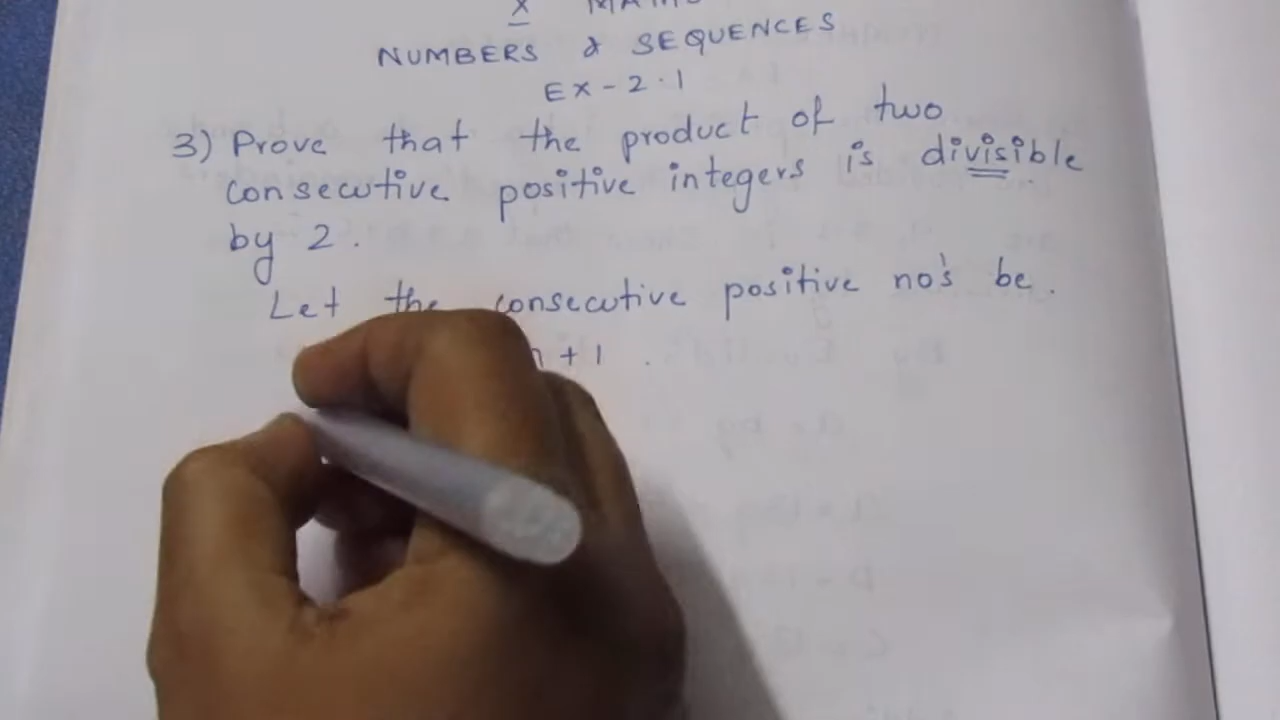 X MATHS
NUMBERS & SEQUENCES
EX - 2.1
3) Prove that the product of two
consecutive positive integers is divisible
by 2.
Let the consecutive positive no's be.
n + 1 .